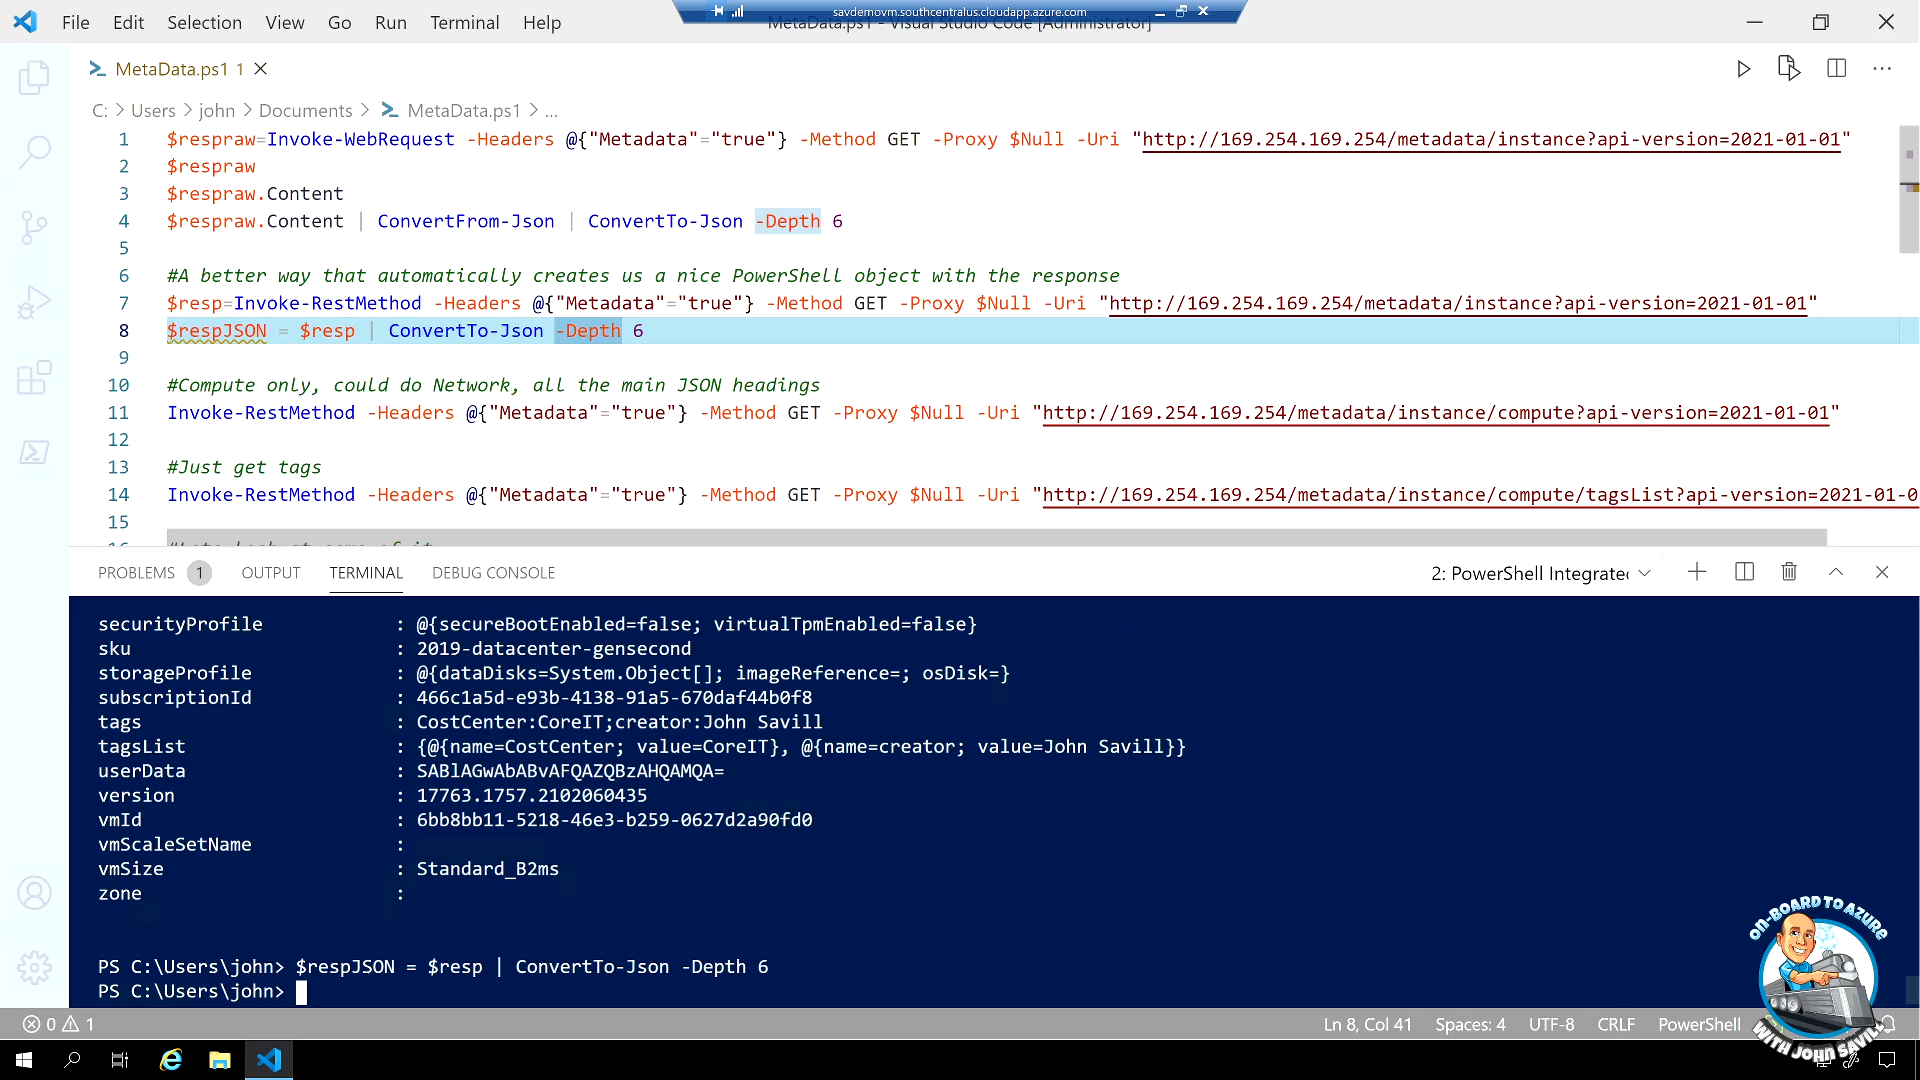 File Edit Selection View Go Run Terminal Help
savdemovm.southcentralus.cloudapp.azure.com
MetaData.ps1 - Visual Studio Code [Administrator]
MetaData.ps1 1
C: > Users > john > Documents > MetaData.ps1 > ...
1 $respraw=Invoke-WebRequest -Headers @{"Metadata"="true"} -Method GET -Proxy $Null -Uri "http://169.254.169.254/metadata/instance?api-version=2021-01-01"
2 $respraw
3 $respraw.Content
4 $respraw.Content | ConvertFrom-Json | ConvertTo-Json -Depth 6
5
6 #A better way that automatically creates us a nice PowerShell object with the response
7 $resp=Invoke-RestMethod -Headers @{"Metadata"="true"} -Method GET -Proxy $Null -Uri "http://169.254.169.254/metadata/instance?api-version=2021-01-01"
8 $respJSON = $resp | ConvertTo-Json -Depth 6
9
10 #Compute only, could do Network, all the main JSON headings
11 Invoke-RestMethod -Headers @{"Metadata"="true"} -Method GET -Proxy $Null -Uri "http://169.254.169.254/metadata/instance/compute?api-version=2021-01-01"
12
13 #Just get tags
14 Invoke-RestMethod -Headers @{"Metadata"="true"} -Method GET -Proxy $Null -Uri "http://169.254.169.254/metadata/instance/compute/tagsList?api-version=2021-01-0
15
PROBLEMS 1 OUTPUT TERMINAL DEBUG CONSOLE
2: PowerShell Integrated
securityProfile : @{secureBootEnabled=false; virtualTpmEnabled=false}
sku : 2019-datacenter-gensecond
storageProfile : @{dataDisks=System.Object[]; imageReference=; osDisk=}
subscriptionId : 466c1a5d-e93b-4138-91a5-670daf44b0f8
tags : CostCenter:CoreIT;creator:John Savill
tagsList : {@{name=CostCenter; value=CoreIT}, @{name=creator; value=John Savill}}
userData : SABlAGwAbABvAFQAZQBzAHQAMQA=
version : 17763.1757.2102060435
vmId : 6bb8bb11-5218-46e3-b259-0627d2a90fd0
vmScaleSetName :
vmSize : Standard_B2ms
zone :
PS C:\Users\john> $respJSON = $resp | ConvertTo-Json -Depth 6
PS C:\Users\john>
0 1
Ln 8, Col 41 Spaces: 4 UTF-8 CRLF PowerShell
ON-BOARD TO AZURE
WITH JOHN SAVILL